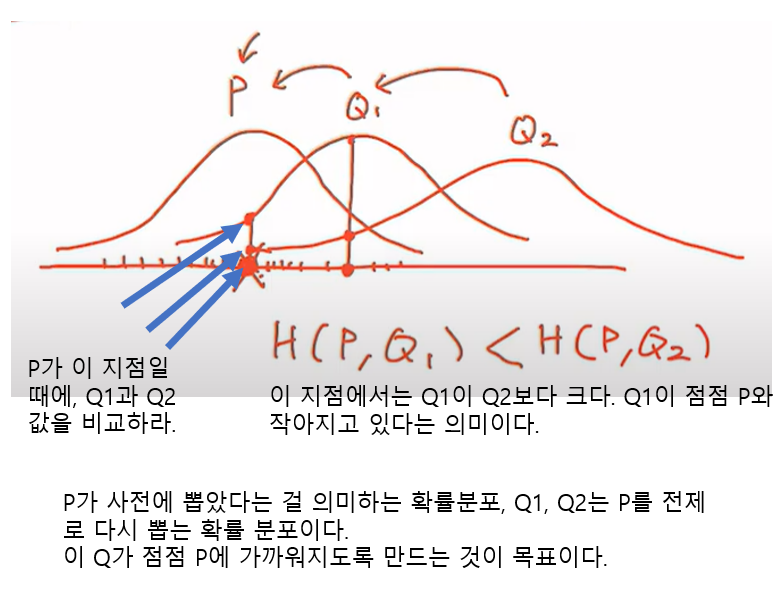 P
Q₁
Q₂
H(P,Q₁) < H(P,Q₂)
P가 이 지점일
때에, Q1과 Q2
값을 비교하라.
이 지점에서는 Q1이 Q2보다 크다. Q1이 점점 P와
작아지고 있다는 의미이다.
P가 사전에 뽑았다는 걸 의미하는 확률분포, Q1, Q2는 P를 전제
로 다시 뽑는 확률 분포이다.
이 Q가 점점 P에 가까워지도록 만드는 것이 목표이다.